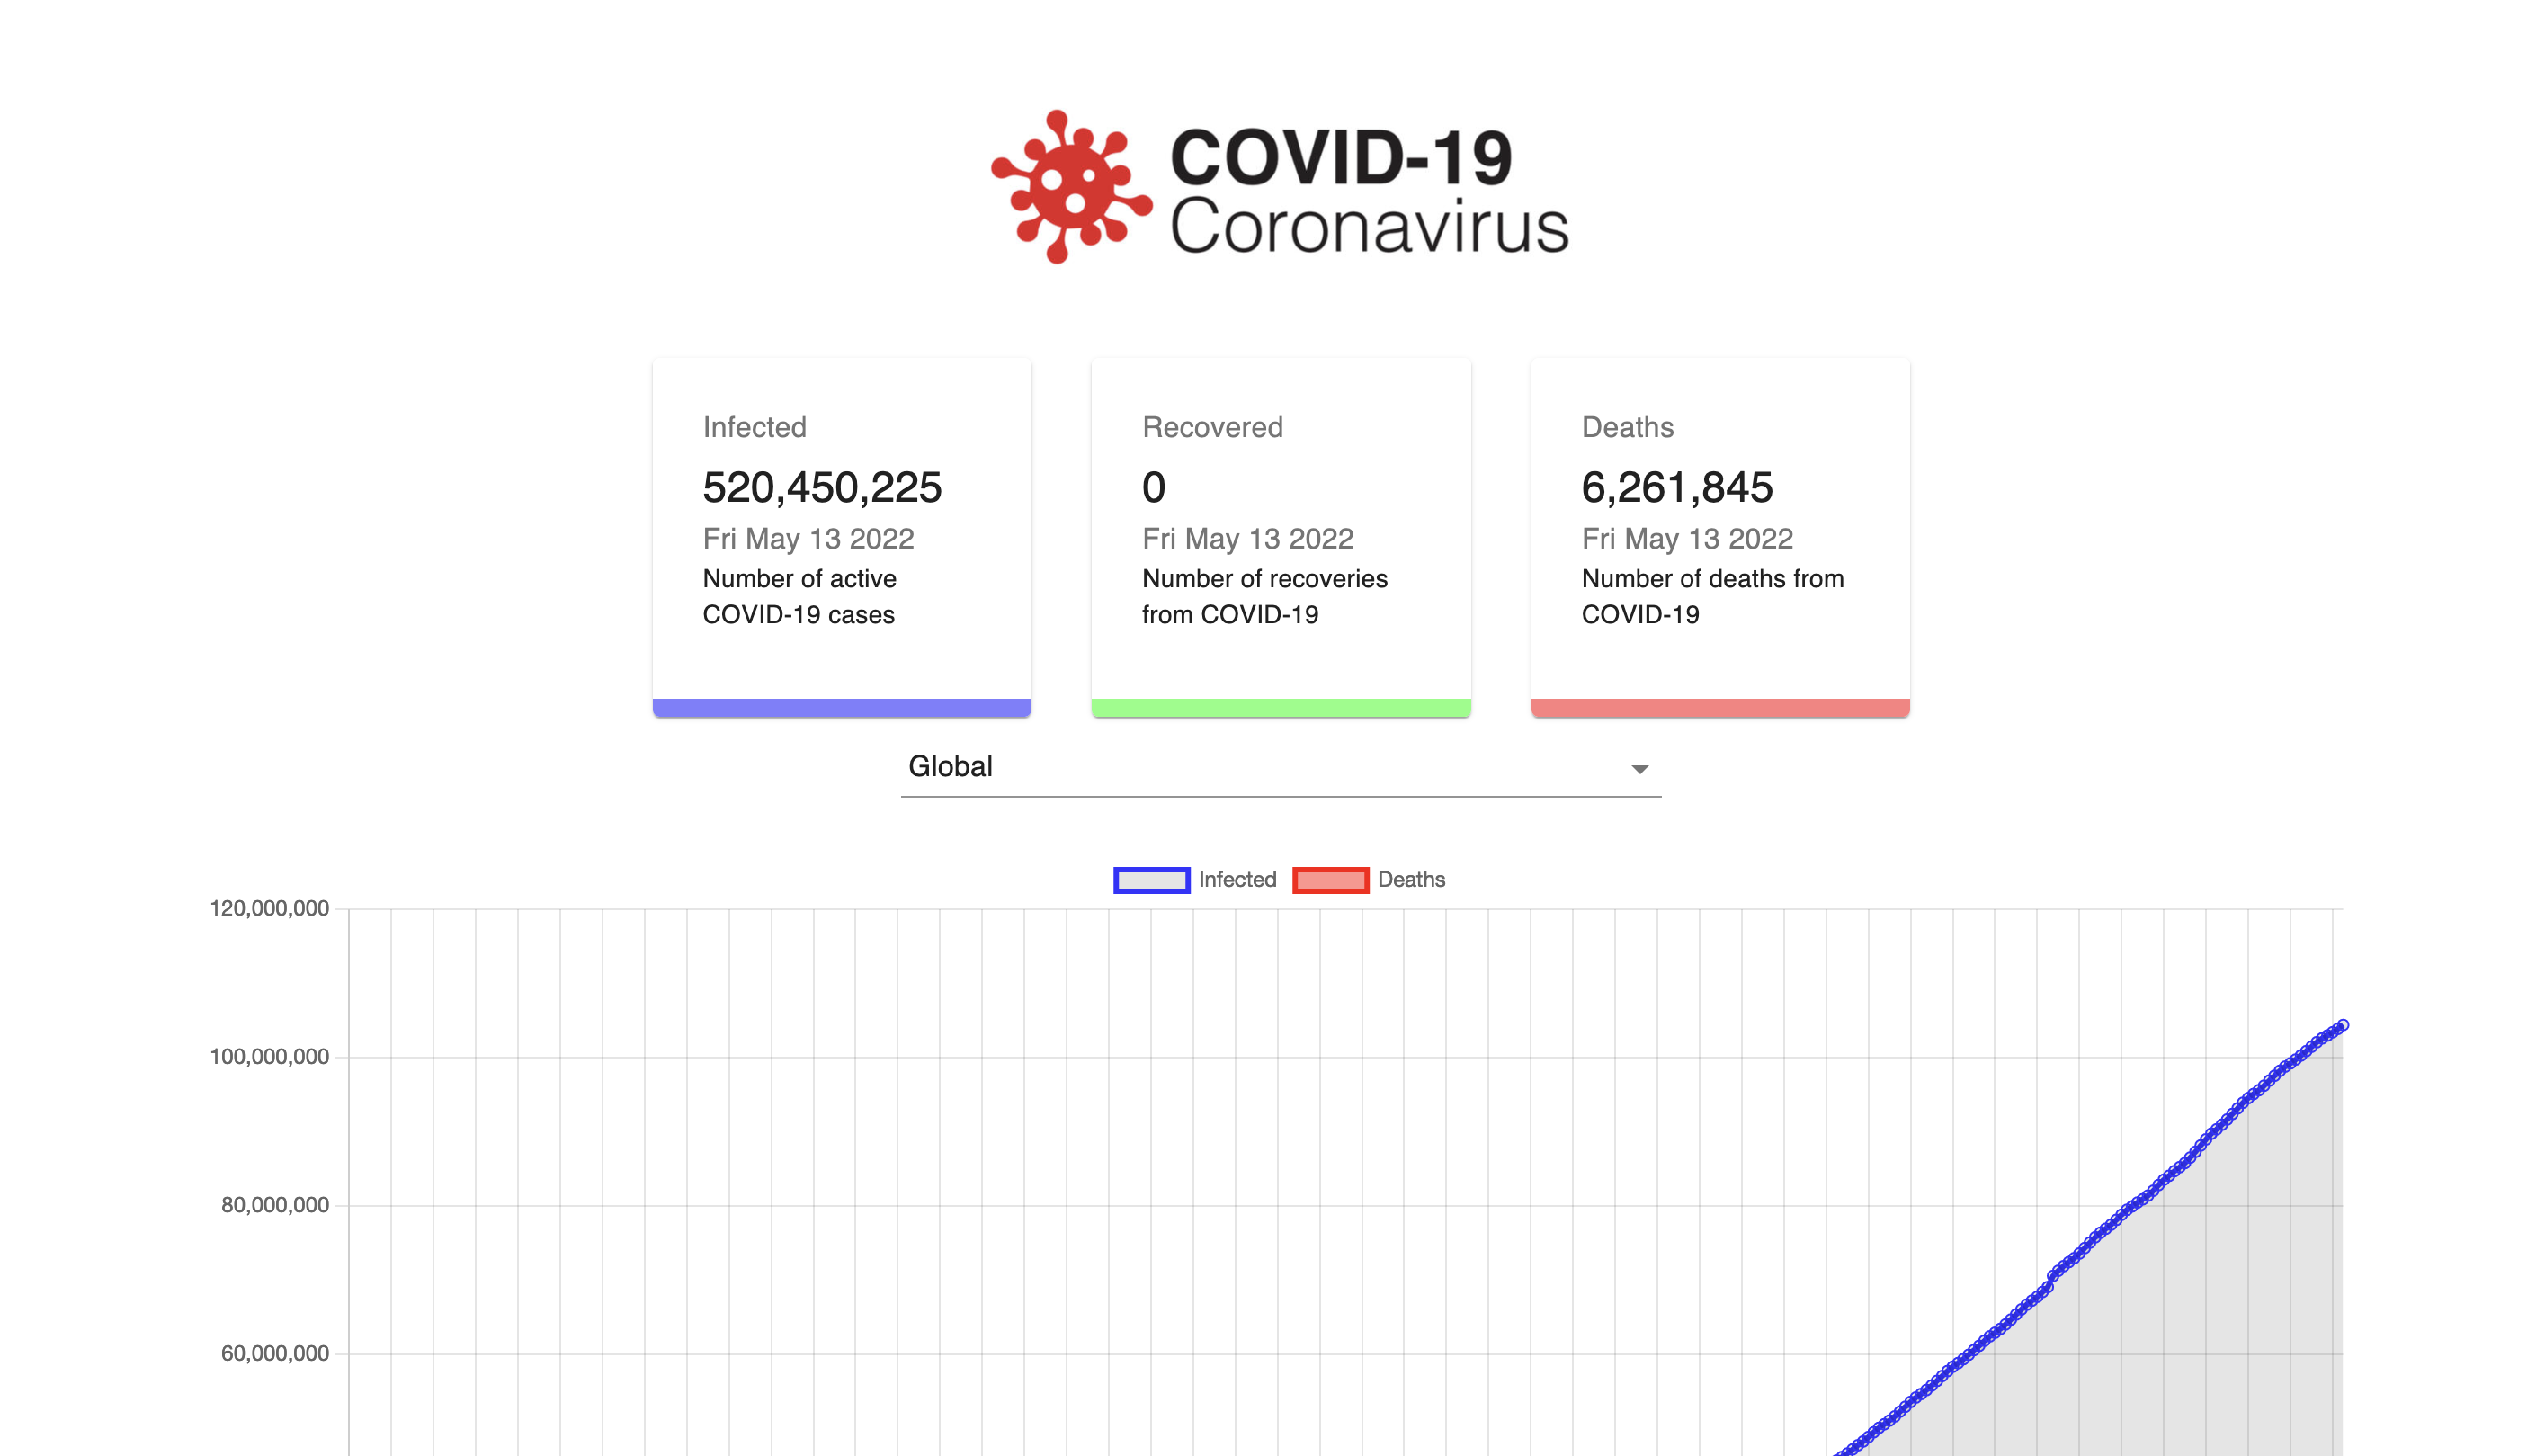 COVID-19
Coronavirus
Infected
520,450,225
Fri May 13 2022
Number of active
COVID-19 cases
Recovered
0
Fri May 13 2022
Number of recoveries
from COVID-19
Deaths
6,261,845
Fri May 13 2022
Number of deaths from
COVID-19
Global
Infected
Deaths
120,000,000
100,000,000
80,000,000
60,000,000